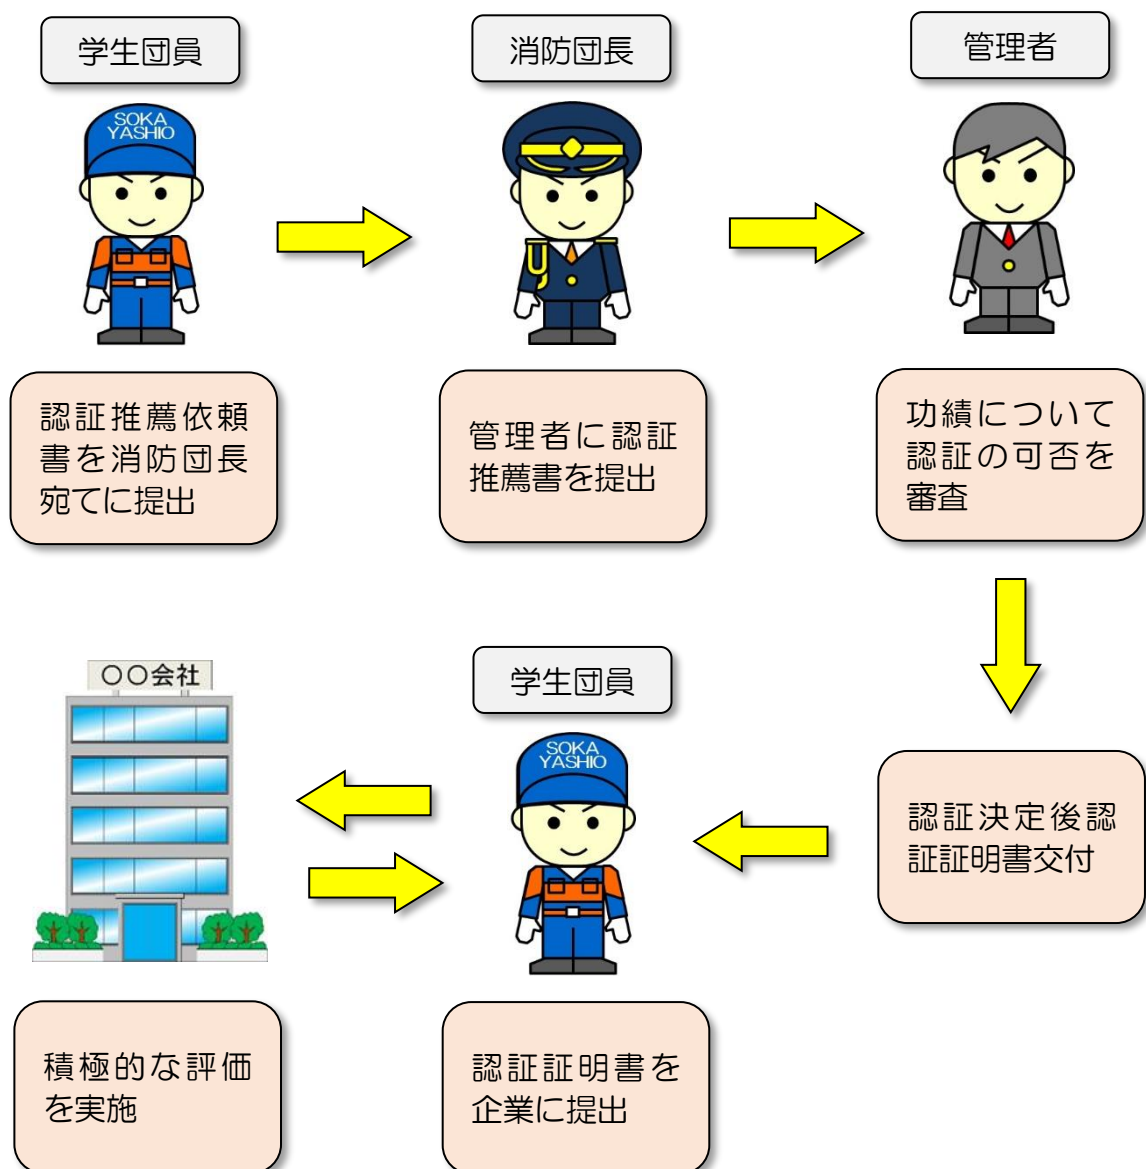 学生団員
消防団長
管理者
SOKA
YASHIO
認証推薦依頼
書を消防団長
宛てに提出
管理者に認証
推薦書を提出
功績について
認証の可否を
審査
〇〇会社
学生団員
SOKA
YASHIO
認証決定後認
証証明書交付
積極的な評価
を実施
認証証明書を
企業に提出